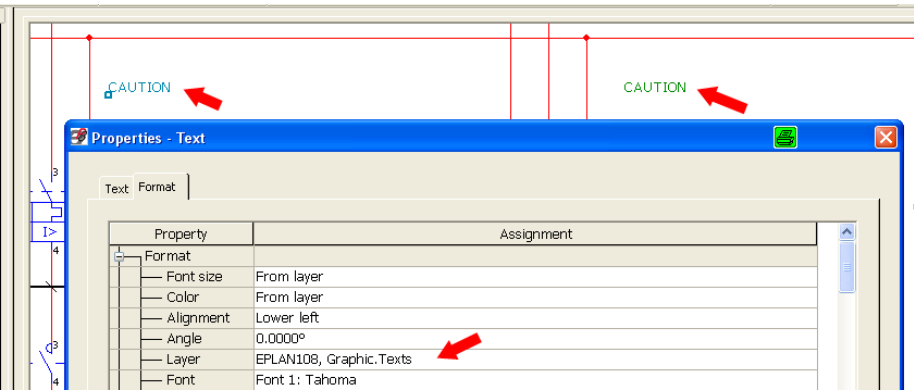 CAUTION CAUTION
Properties - Text
3
Text Format
Property Assignment
I>
Format
4
Font size From layer
Color From layer
Alignment Lower left
Angle 0.0000°
3
Layer EPLAN108, Graphic.Texts
4
Font Font 1: Tahoma